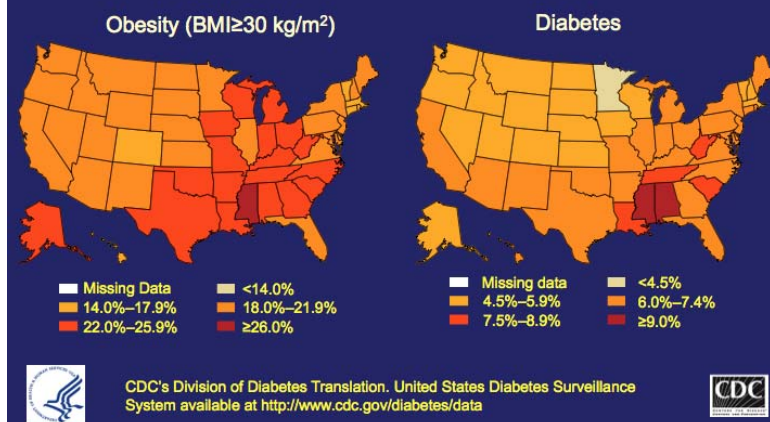 Obesity (BMI≥30 kg/m²)
Diabetes
Missing Data
<14.0%
14.0%–17.9%
18.0%–21.9%
22.0%–25.9%
≥26.0%
Missing data
<4.5%
4.5%–5.9%
6.0%–7.4%
7.5%–8.9%
≥9.0%
CDC's Division of Diabetes Translation. United States Diabetes Surveillance
System available at http://www.cdc.gov/diabetes/data
CDC